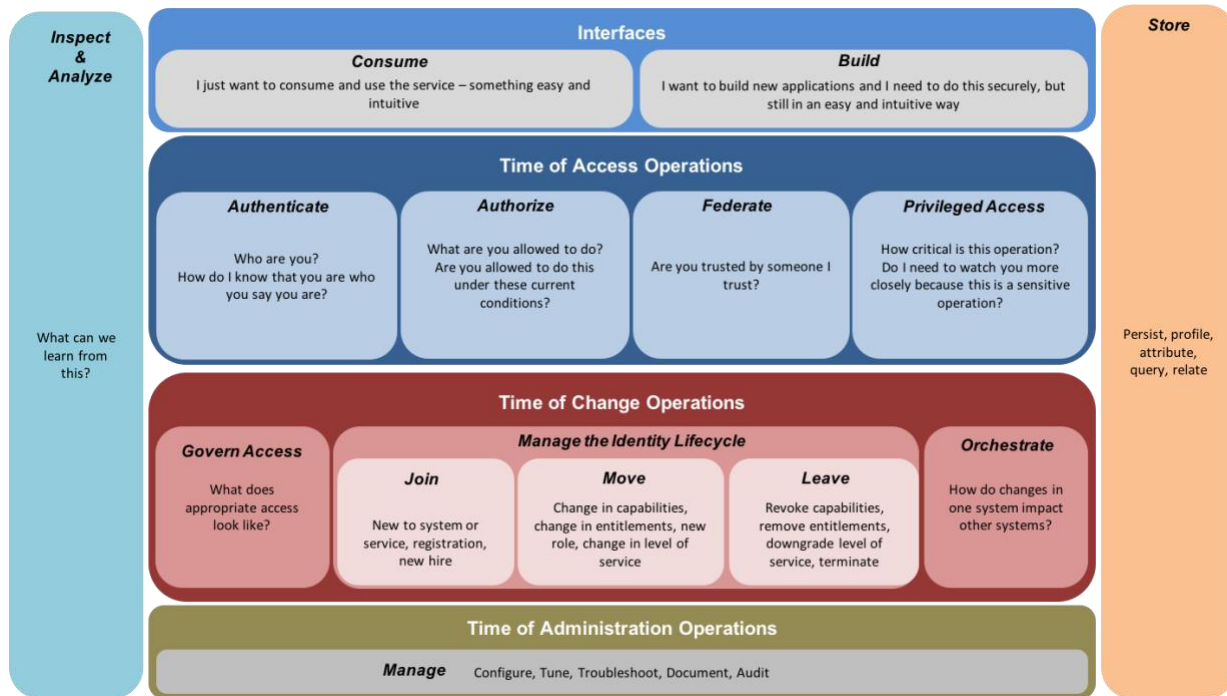 Inspect
&
Analyze
What can we
learn from
this?
Interfaces
Consume
I just want to consume and use the service – something easy and
intuitive
Build
I want to build new applications and I need to do this securely, but
still in an easy and intuitive way
Time of Access Operations
Authenticate
Who are you?
How do I know that you are who
you say you are?
Authorize
What are you allowed to do?
Are you allowed to do this
under these current
conditions?
Federate
Are you trusted by someone I
trust?
Privileged Access
How critical is this operation?
Do I need to watch you more
closely because this is a sensitive
operation?
Time of Change Operations
Govern Access
What does
appropriate access
look like?
Manage the Identity Lifecycle
Join
New to system or
service, registration,
new hire
Move
Change in capabilities,
change in entitlements, new
role, change in level of
service
Leave
Revoke capabilities,
remove entitlements,
downgrade level of
service, terminate
Orchestrate
How do changes in
one system impact
other systems?
Time of Administration Operations
Manage Configure, Tune, Troubleshoot, Document, Audit
Store
Persist, profile,
attribute,
query, relate